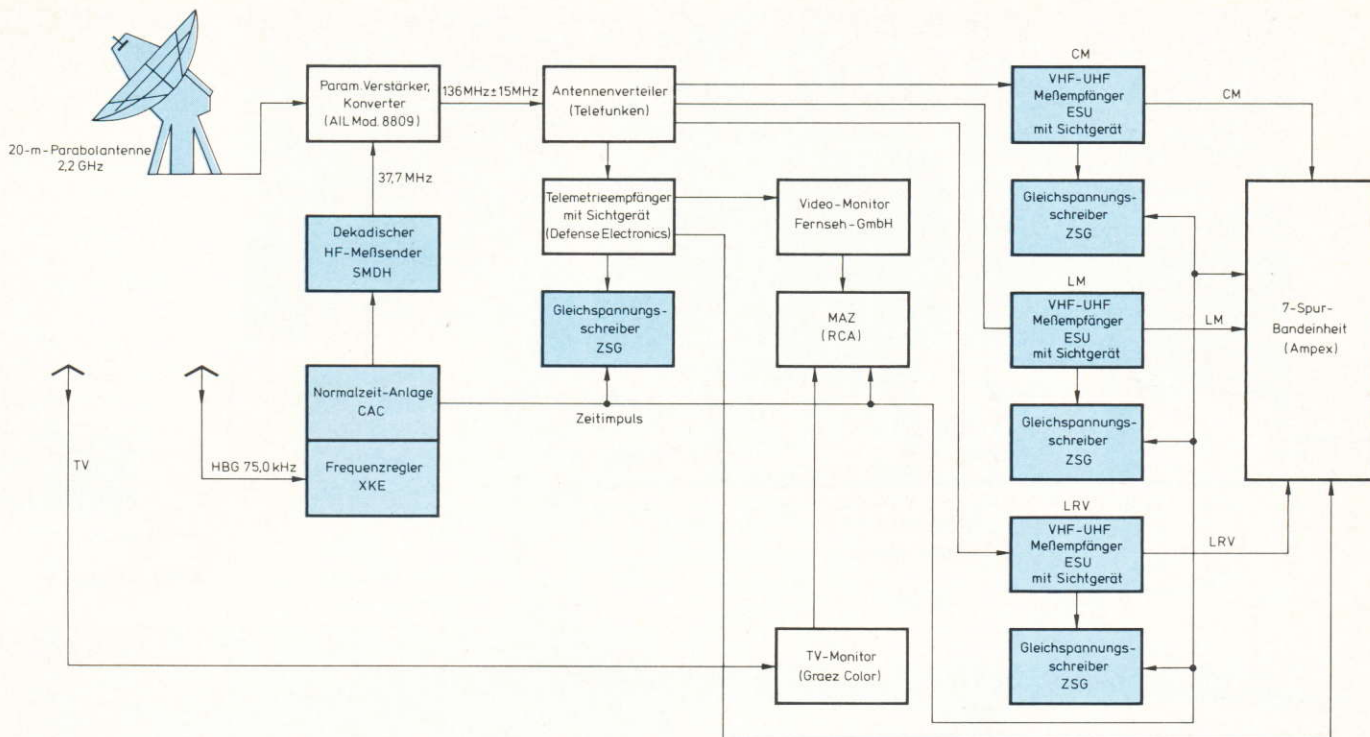 20-m-Parabolantenne
2,2 GHz
Param. Verstärker,
Konverter
(AIL Mod. 8809)
136 MHz ± 15 MHz
37,7 MHz
Dekadischer
HF-Meßsender
SMDH
Normalzeit-Anlage
CAC
Frequenzregler
XKE
TV
HBG 75,0 kHz
Zeitimpuls
Antennenverteiler
(Telefunken)
Telemetrieempfänger
mit Sichtgerät
(Defense Electronics)
Gleichspannungs-
schreiber
ZSG
Video-Monitor
Fernseh-GmbH
MAZ
(RCA)
TV-Monitor
(Graez Color)
CM
VHF-UHF
Meßempfänger
ESU
mit Sichtgerät
CM
Gleichspannungs-
schreiber
ZSG
LM
VHF-UHF
Meßempfänger
ESU
mit Sichtgerät
LM
Gleichspannungs-
schreiber
ZSG
LRV
VHF-UHF
Meßempfänger
ESU
mit Sichtgerät
LRV
Gleichspannungs-
schreiber
ZSG
7-Spur-
Bandeinheit
(Ampex)